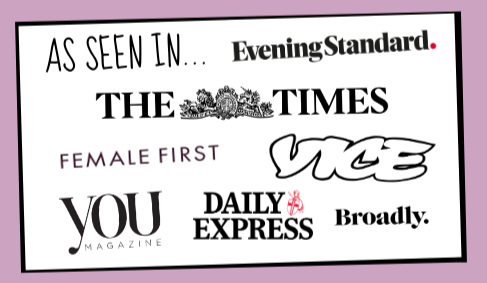 AS SEEN IN...
Evening Standard.
THE TIMES
FEMALE FIRST
VICE
YOU
MAGAZINE
DAILY
EXPRESS
Broadly.